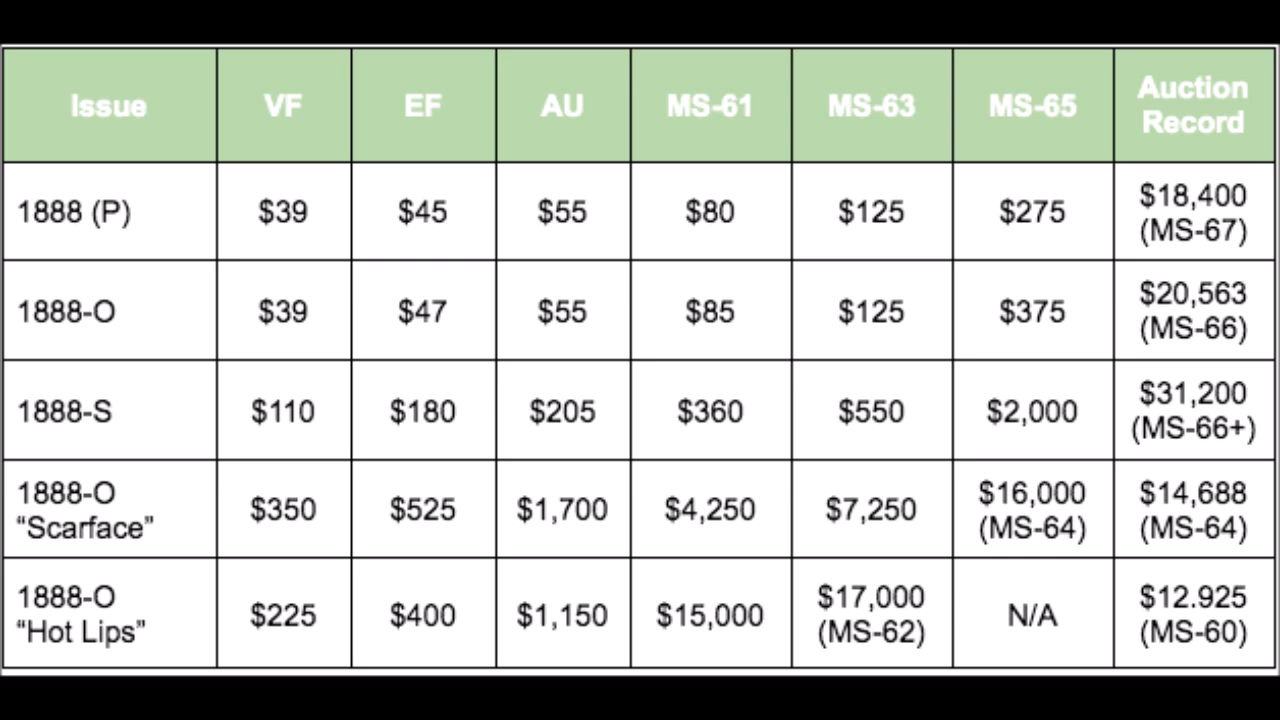 Issue VF EF AU MS-61 MS-63 MS-65 Auction
Record
1888 (P) $39 $45 $55 $80 $125 $275 $18,400
(MS-67)
1888-O $39 $47 $55 $85 $125 $375 $20,563
(MS-66)
1888-S $110 $180 $205 $360 $550 $2,000 $31,200
(MS-66+)
1888-O $350 $525 $1,700 $4,250 $7,250 $16,000 $14,688
“Scarface” (MS-64) (MS-64)
1888-O $225 $400 $1,150 $15,000 $17,000 N/A $12.925
“Hot Lips” (MS-62) (MS-60)